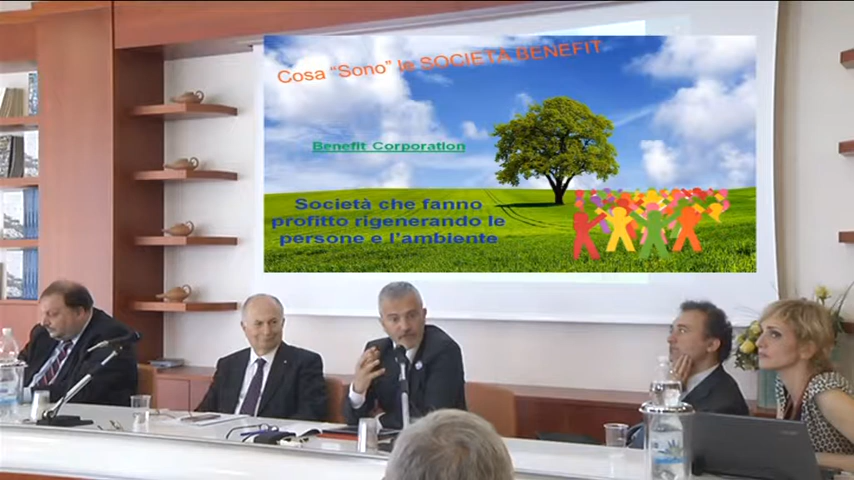 Cosa "Sono" le SOCIETÀ BENEFIT
Benefit Corporation
Società che fanno
profitto rigenerando le
persone e l'ambiente